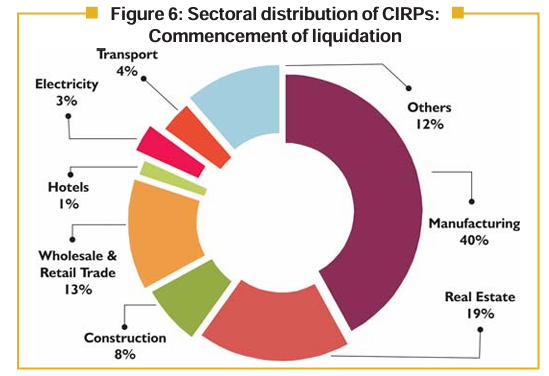 Figure 6: Sectoral distribution of CIRPs:
Commencement of liquidation
Transport
4%
Electricity
3%
Others
12%
Hotels
1%
Manufacturing
40%
Wholesale &
Retail Trade
13%
Real Estate
19%
Construction
8%